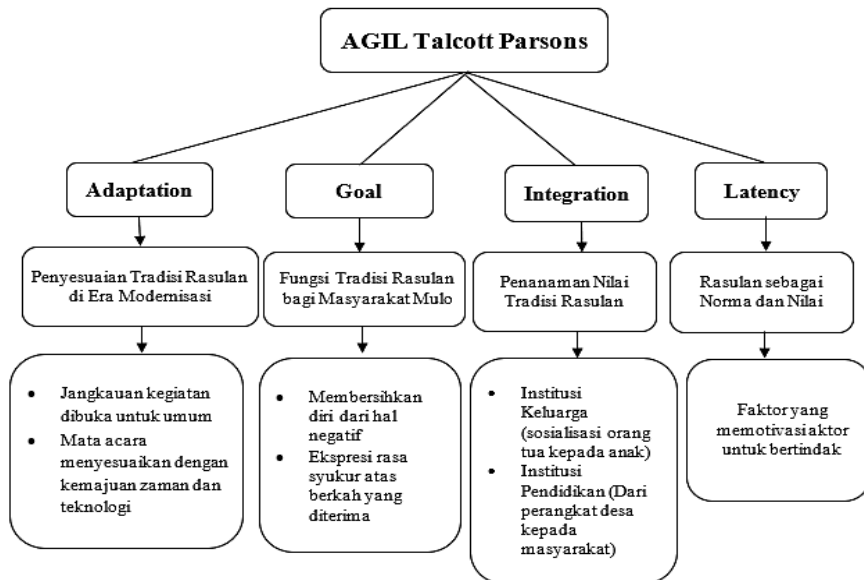 AGIL Talcott Parsons
Adaptation
Goal
Integration
Latency
Penyesuaian Tradisi Rasulan
di Era Modernisasi
Fungsi Tradisi Rasulan
bagi Masyarakat Mulo
Penanaman Nilai
Tradisi Rasulan
Rasulan sebagai
Norma dan Nilai
• Jangkauan kegiatan
dibuka untuk umum
• Mata acara
menyesuaikan dengan
kemajuan zaman dan
teknologi
• Membersihkan
diri dari hal
negatif
• Ekspresi rasa
syukur atas
berkah yang
diterima
• Institusi
Keluarga
(sosialisasi orang
tua kepada anak)
• Institusi
Pendidikan (Dari
perangkat desa
kepada
masyarakat)
Faktor yang
memotivasi aktor
untuk bertindak